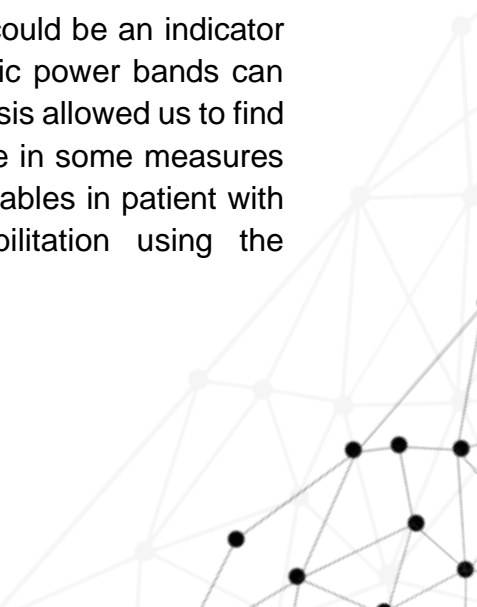 could be an indicator
ic power bands can
sis allowed us to find
e in some measures
ables in patient with
bilitation using the